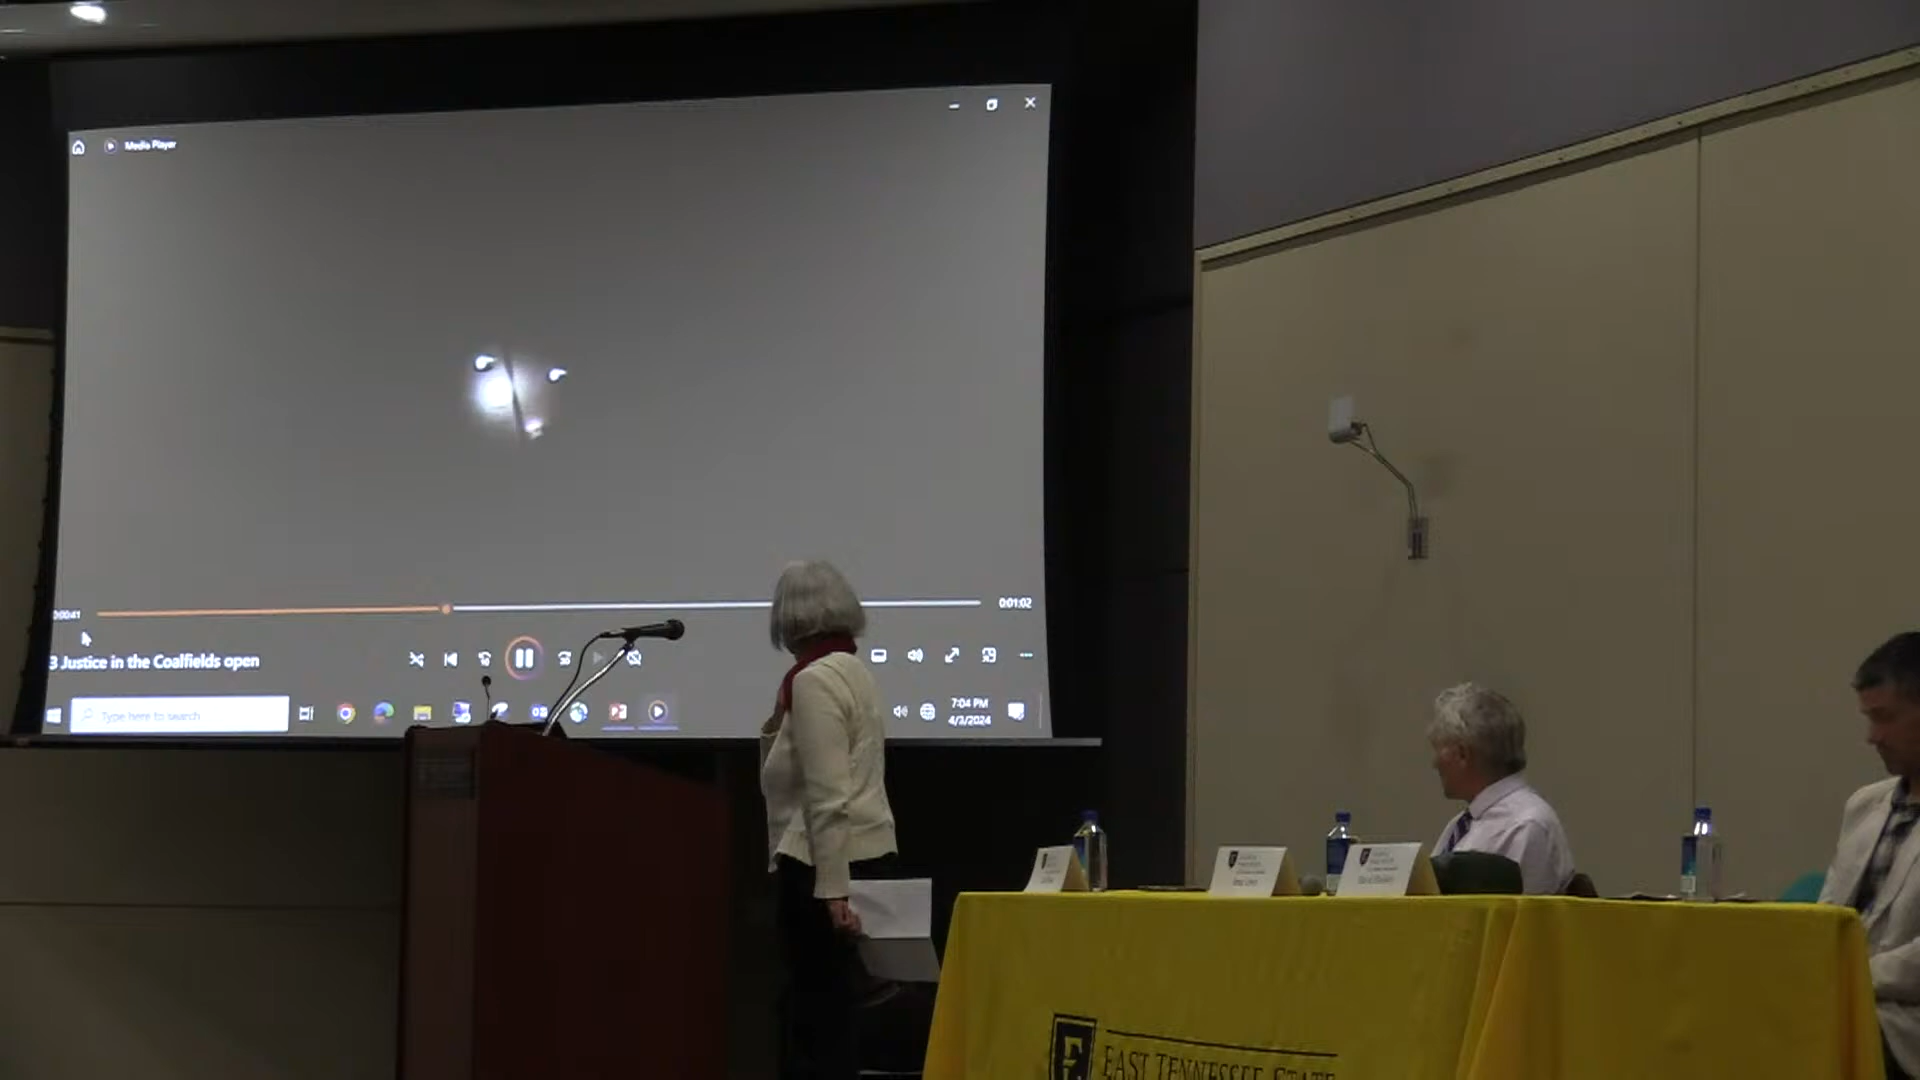 Media Player
0:00:41
0:01:02
3 Justice in the Coalfields open
Type here to search
7:04 PM
4/3/2024
EAST TENNESSEE STATE